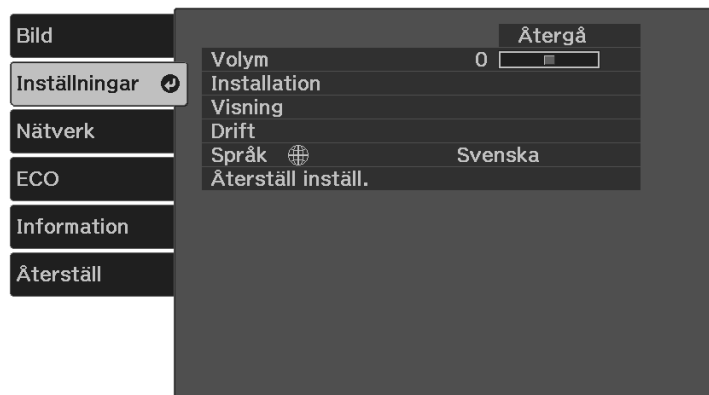 Bild
Inställningar
Nätverk
ECO
Information
Återställ
Återgå
Volym 0
Installation
Visning
Drift
Språk Svenska
Återställ inställ.